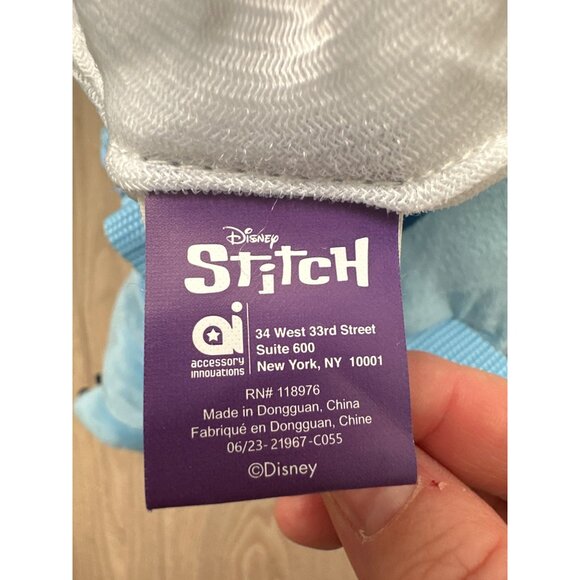 Disney
STitCH
ai
accessory
innovations
34 West 33rd Street
Suite 600
New York, NY 10001
RN# 118976
Made in Dongguan, China
Fabriqué en Dongguan, Chine
06/23-21967-C055
©Disney